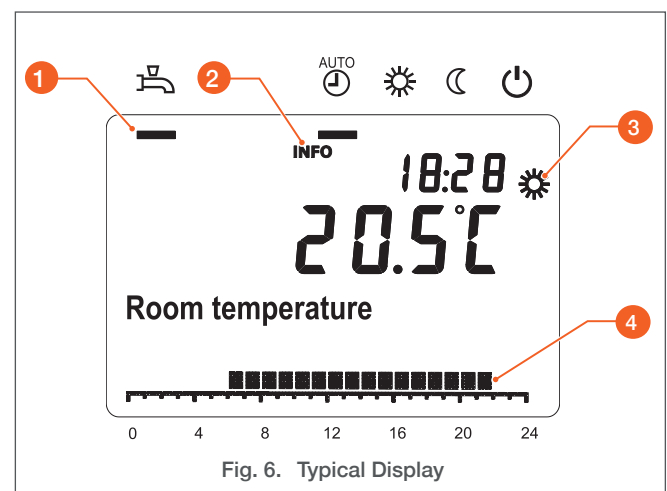 AUTO
1
2
INFO
18:28
3
20.5°C
Room temperature
4
0 4 8 12 16 20 24
Fig. 6. Typical Display